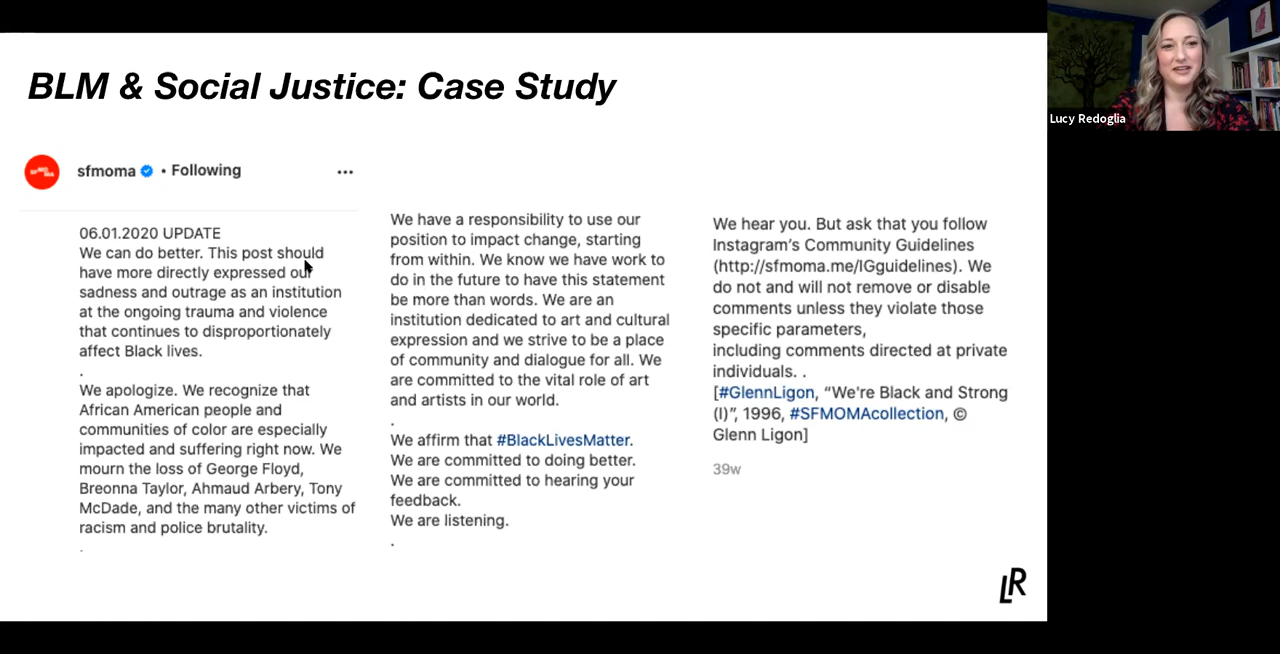 BLM & Social Justice: Case Study
Lucy Redoglia
sfmoma • Following
06.01.2020 UPDATE
We can do better. This post should
have more directly expressed our
sadness and outrage as an institution
at the ongoing trauma and violence
that continues to disproportionately
affect Black lives.
.
We apologize. We recognize that
African American people and
communities of color are especially
impacted and suffering right now. We
mourn the loss of George Floyd,
Breonna Taylor, Ahmaud Arbery, Tony
McDade, and the many other victims of
racism and police brutality.
.
We have a responsibility to use our
position to impact change, starting
from within. We know we have work to
do in the future to have this statement
be more than words. We are an
institution dedicated to art and cultural
expression and we strive to be a place
of community and dialogue for all. We
are committed to the vital role of art
and artists in our world.
.
We affirm that #BlackLivesMatter.
We are committed to doing better.
We are committed to hearing your
feedback.
We are listening.
.
We hear you. But ask that you follow
Instagram's Community Guidelines
(http://sfmoma.me/IGguidelines). We
do not and will not remove or disable
comments unless they violate those
specific parameters,
including comments directed at private
individuals. .
[#GlennLigon, “We're Black and Strong
(I)”, 1996, #SFMOMAcollection, ©
Glenn Ligon]
39w
LR